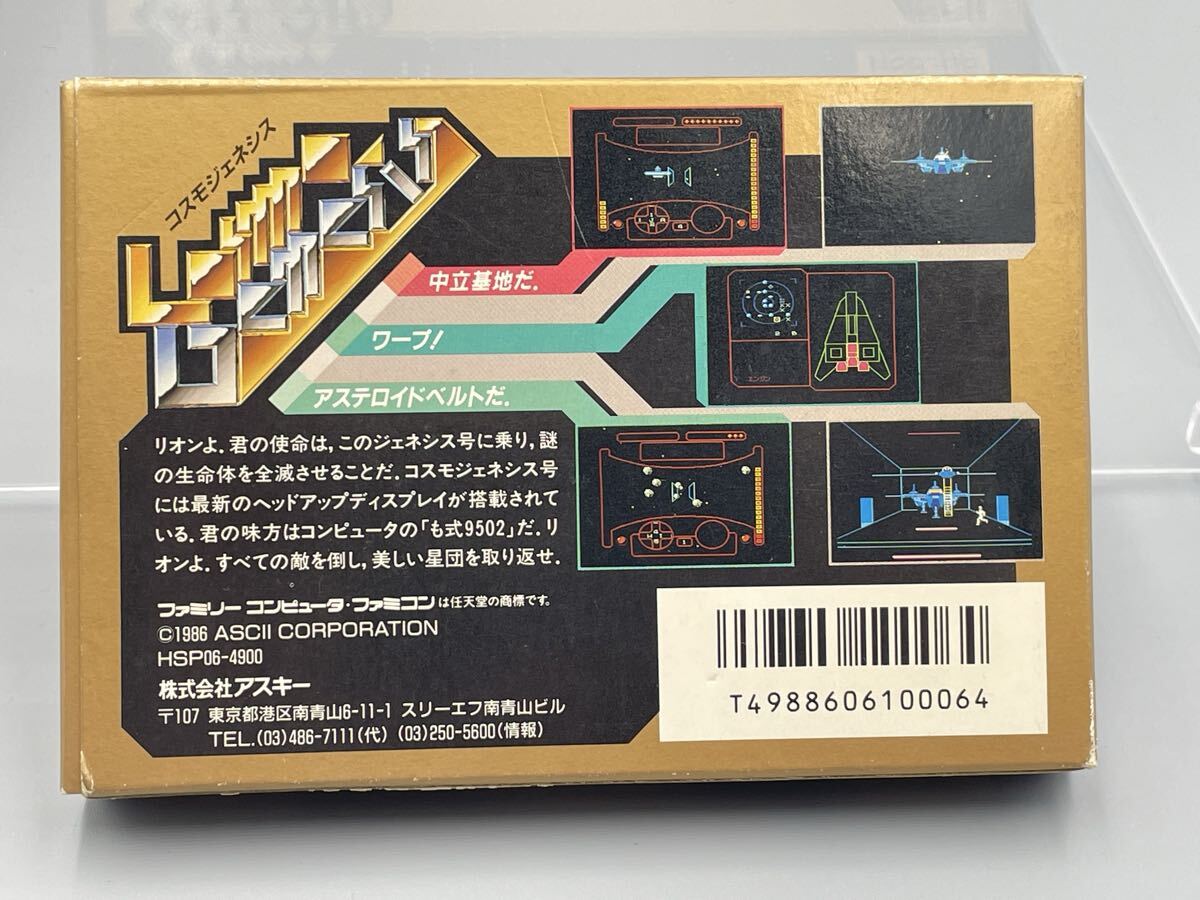 コスモジェネシス
COSMO GENESIS
中立基地だ.
ワープ!
アステロイドベルトだ.
エンジン
リオンよ.君の使命は,このジェネシス号に乗り,謎
の生命体を全滅させることだ.コスモジェネシス号
には最新のヘッドアップディスプレイが搭載されて
いる.君の味方はコンピュータの「も式9502」だ.リ
オンよ.すべての敵を倒し,美しい星団を取り返せ.
ファミリー コンピュータ・ファミコンは任天堂の商標です。
©1986 ASCII CORPORATION
HSP06-4900
株式会社アスキー
〒107 東京都港区南青山6-11-1 スリーエフ南青山ビル
TEL.(03)486-7111(代) (03)250-5600(情報)
T4988606100064